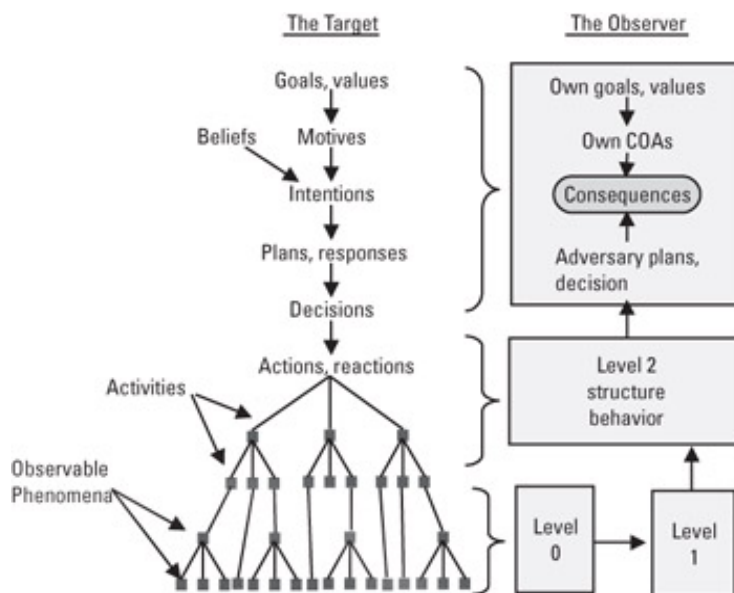 The Target
The Observer
Goals, values
Beliefs
Motives
Intentions
Plans, responses
Decisions
Actions, reactions
Activities
Observable
Phenomena
Own goals, values
Own COAs
Consequences
Adversary plans,
decision
Level 2
structure
behavior
Level
0
Level
1